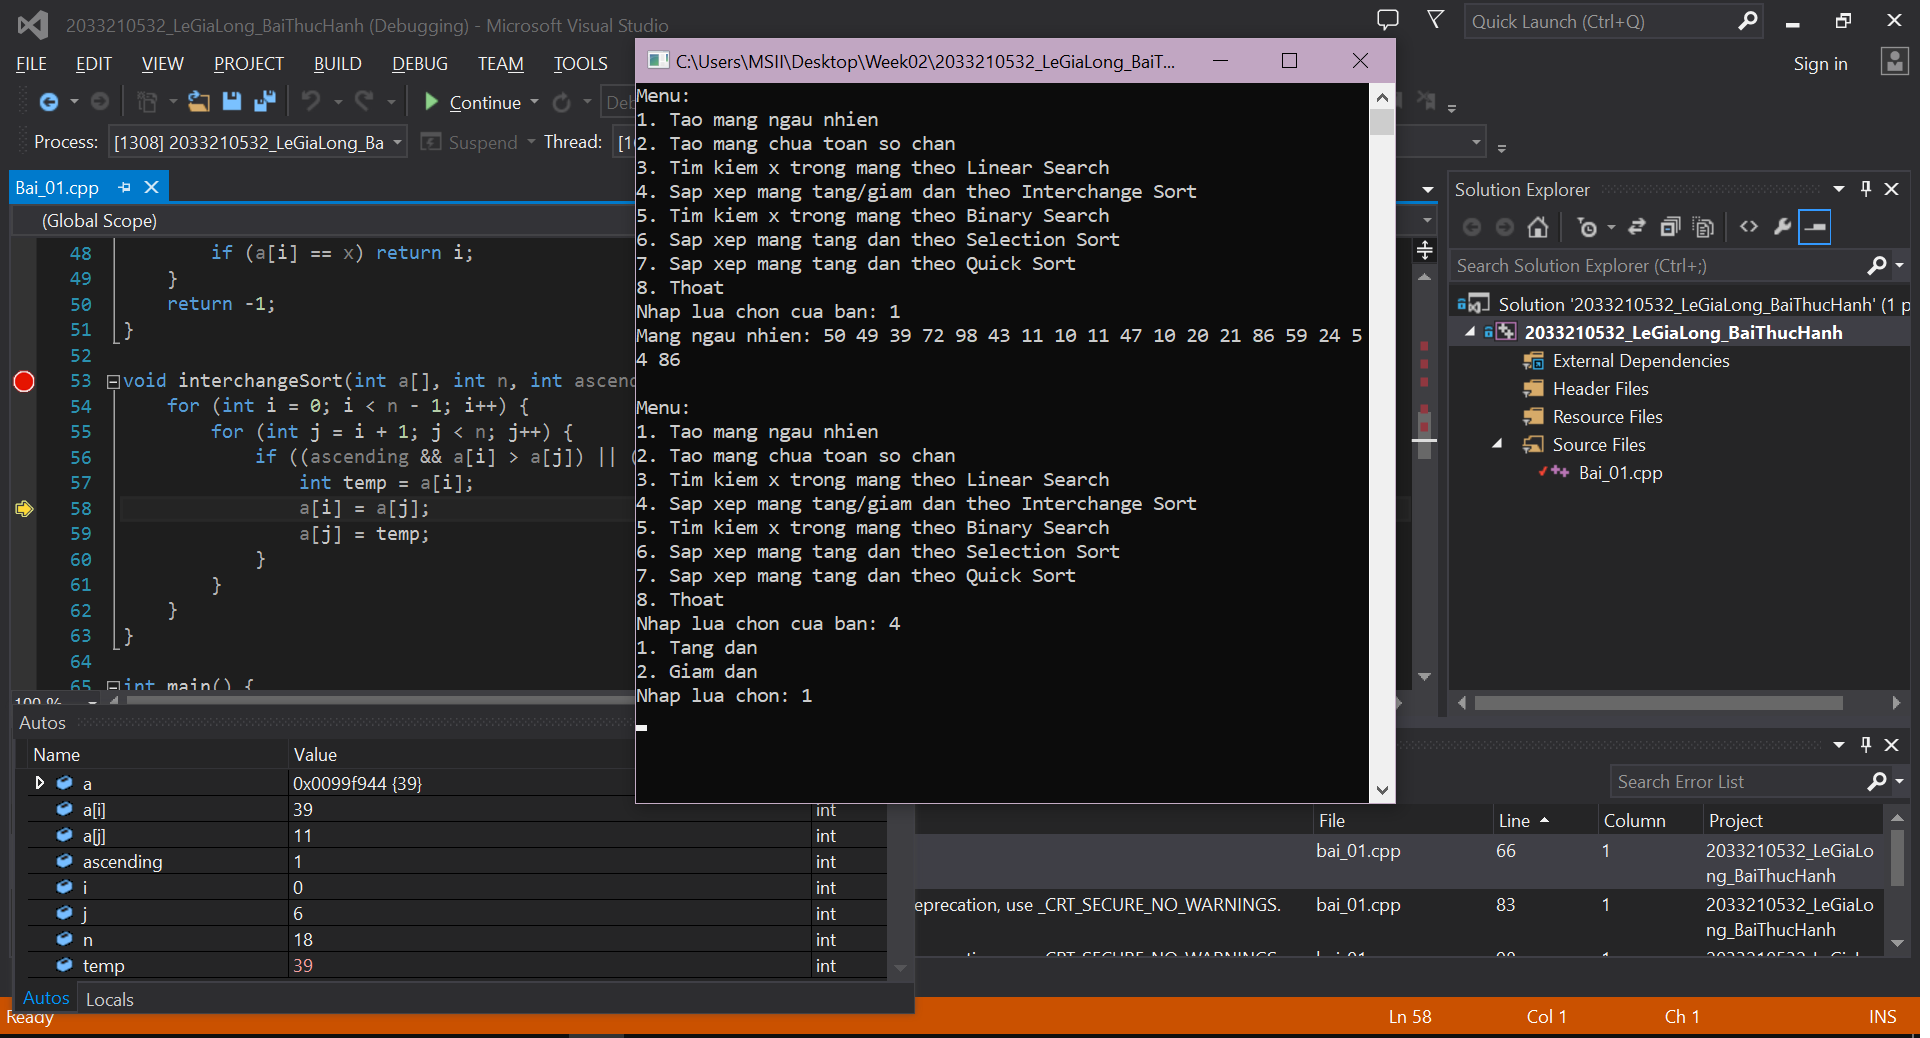 2033210532_LeGiaLong_BaiThucHanh (Debugging) - Microsoft Visual Studio
Quick Launch (Ctrl+Q)
FILE EDIT VIEW PROJECT BUILD DEBUG TEAM TOOLS
Sign in
Continue Deb
Process: [1308] 2033210532_LeGiaLong_Ba Suspend Thread:
Bai_01.cpp
(Global Scope)
48 if (a[i] == x) return i;
49 }
50 return -1;
51 }
52
53 void interchangeSort(int a[], int n, int ascen
54 for (int i = 0; i < n - 1; i++) {
55 for (int j = i + 1; j < n; j++) {
56 if ((ascending && a[i] > a[j]) || (
57 int temp = a[i];
58 a[i] = a[j];
59 a[j] = temp;
60 }
61 }
62 }
63 }
64
65 int main() {
100 %
C:\Users\MSII\Desktop\Week02\2033210532_LeGiaLong_BaiT...
Menu:
1. Tao mang ngau nhien
2. Tao mang chua toan so chan
3. Tim kiem x trong mang theo Linear Search
4. Sap xep mang tang/giam dan theo Interchange Sort
5. Tim kiem x trong mang theo Binary Search
6. Sap xep mang tang dan theo Selection Sort
7. Sap xep mang tang dan theo Quick Sort
8. Thoat
Nhap lua chon cua ban: 1
Mang ngau nhien: 50 49 39 72 98 43 11 10 11 47 10 20 21 86 59 24 5
4 86
Menu:
1. Tao mang ngau nhien
2. Tao mang chua toan so chan
3. Tim kiem x trong mang theo Linear Search
4. Sap xep mang tang/giam dan theo Interchange Sort
5. Tim kiem x trong mang theo Binary Search
6. Sap xep mang tang dan theo Selection Sort
7. Sap xep mang tang dan theo Quick Sort
8. Thoat
Nhap lua chon cua ban: 4
1. Tang dan
2. Giam dan
Nhap lua chon: 1
Solution Explorer
Search Solution Explorer (Ctrl+;)
Solution '2033210532_LeGiaLong_BaiThucHanh' (1 p
2033210532_LeGiaLong_BaiThucHanh
External Dependencies
Header Files
Resource Files
Source Files
Bai_01.cpp
Autos
Name Value
a 0x0099f944 {39}
a[i] 39 int
a[j] 11 int
ascending 1 int
i 0 int
j 6 int
n 18 int
temp 39 int
Autos Locals
Search Error List
File Line Column Project
bai_01.cpp 66 1 2033210532_LeGiaLo
ng_BaiThucHanh
eprecation, use _CRT_SECURE_NO_WARNINGS. bai_01.cpp 83 1 2033210532_LeGiaLo
ng_BaiThucHanh
Ready Ln 58 Col 1 Ch 1 INS